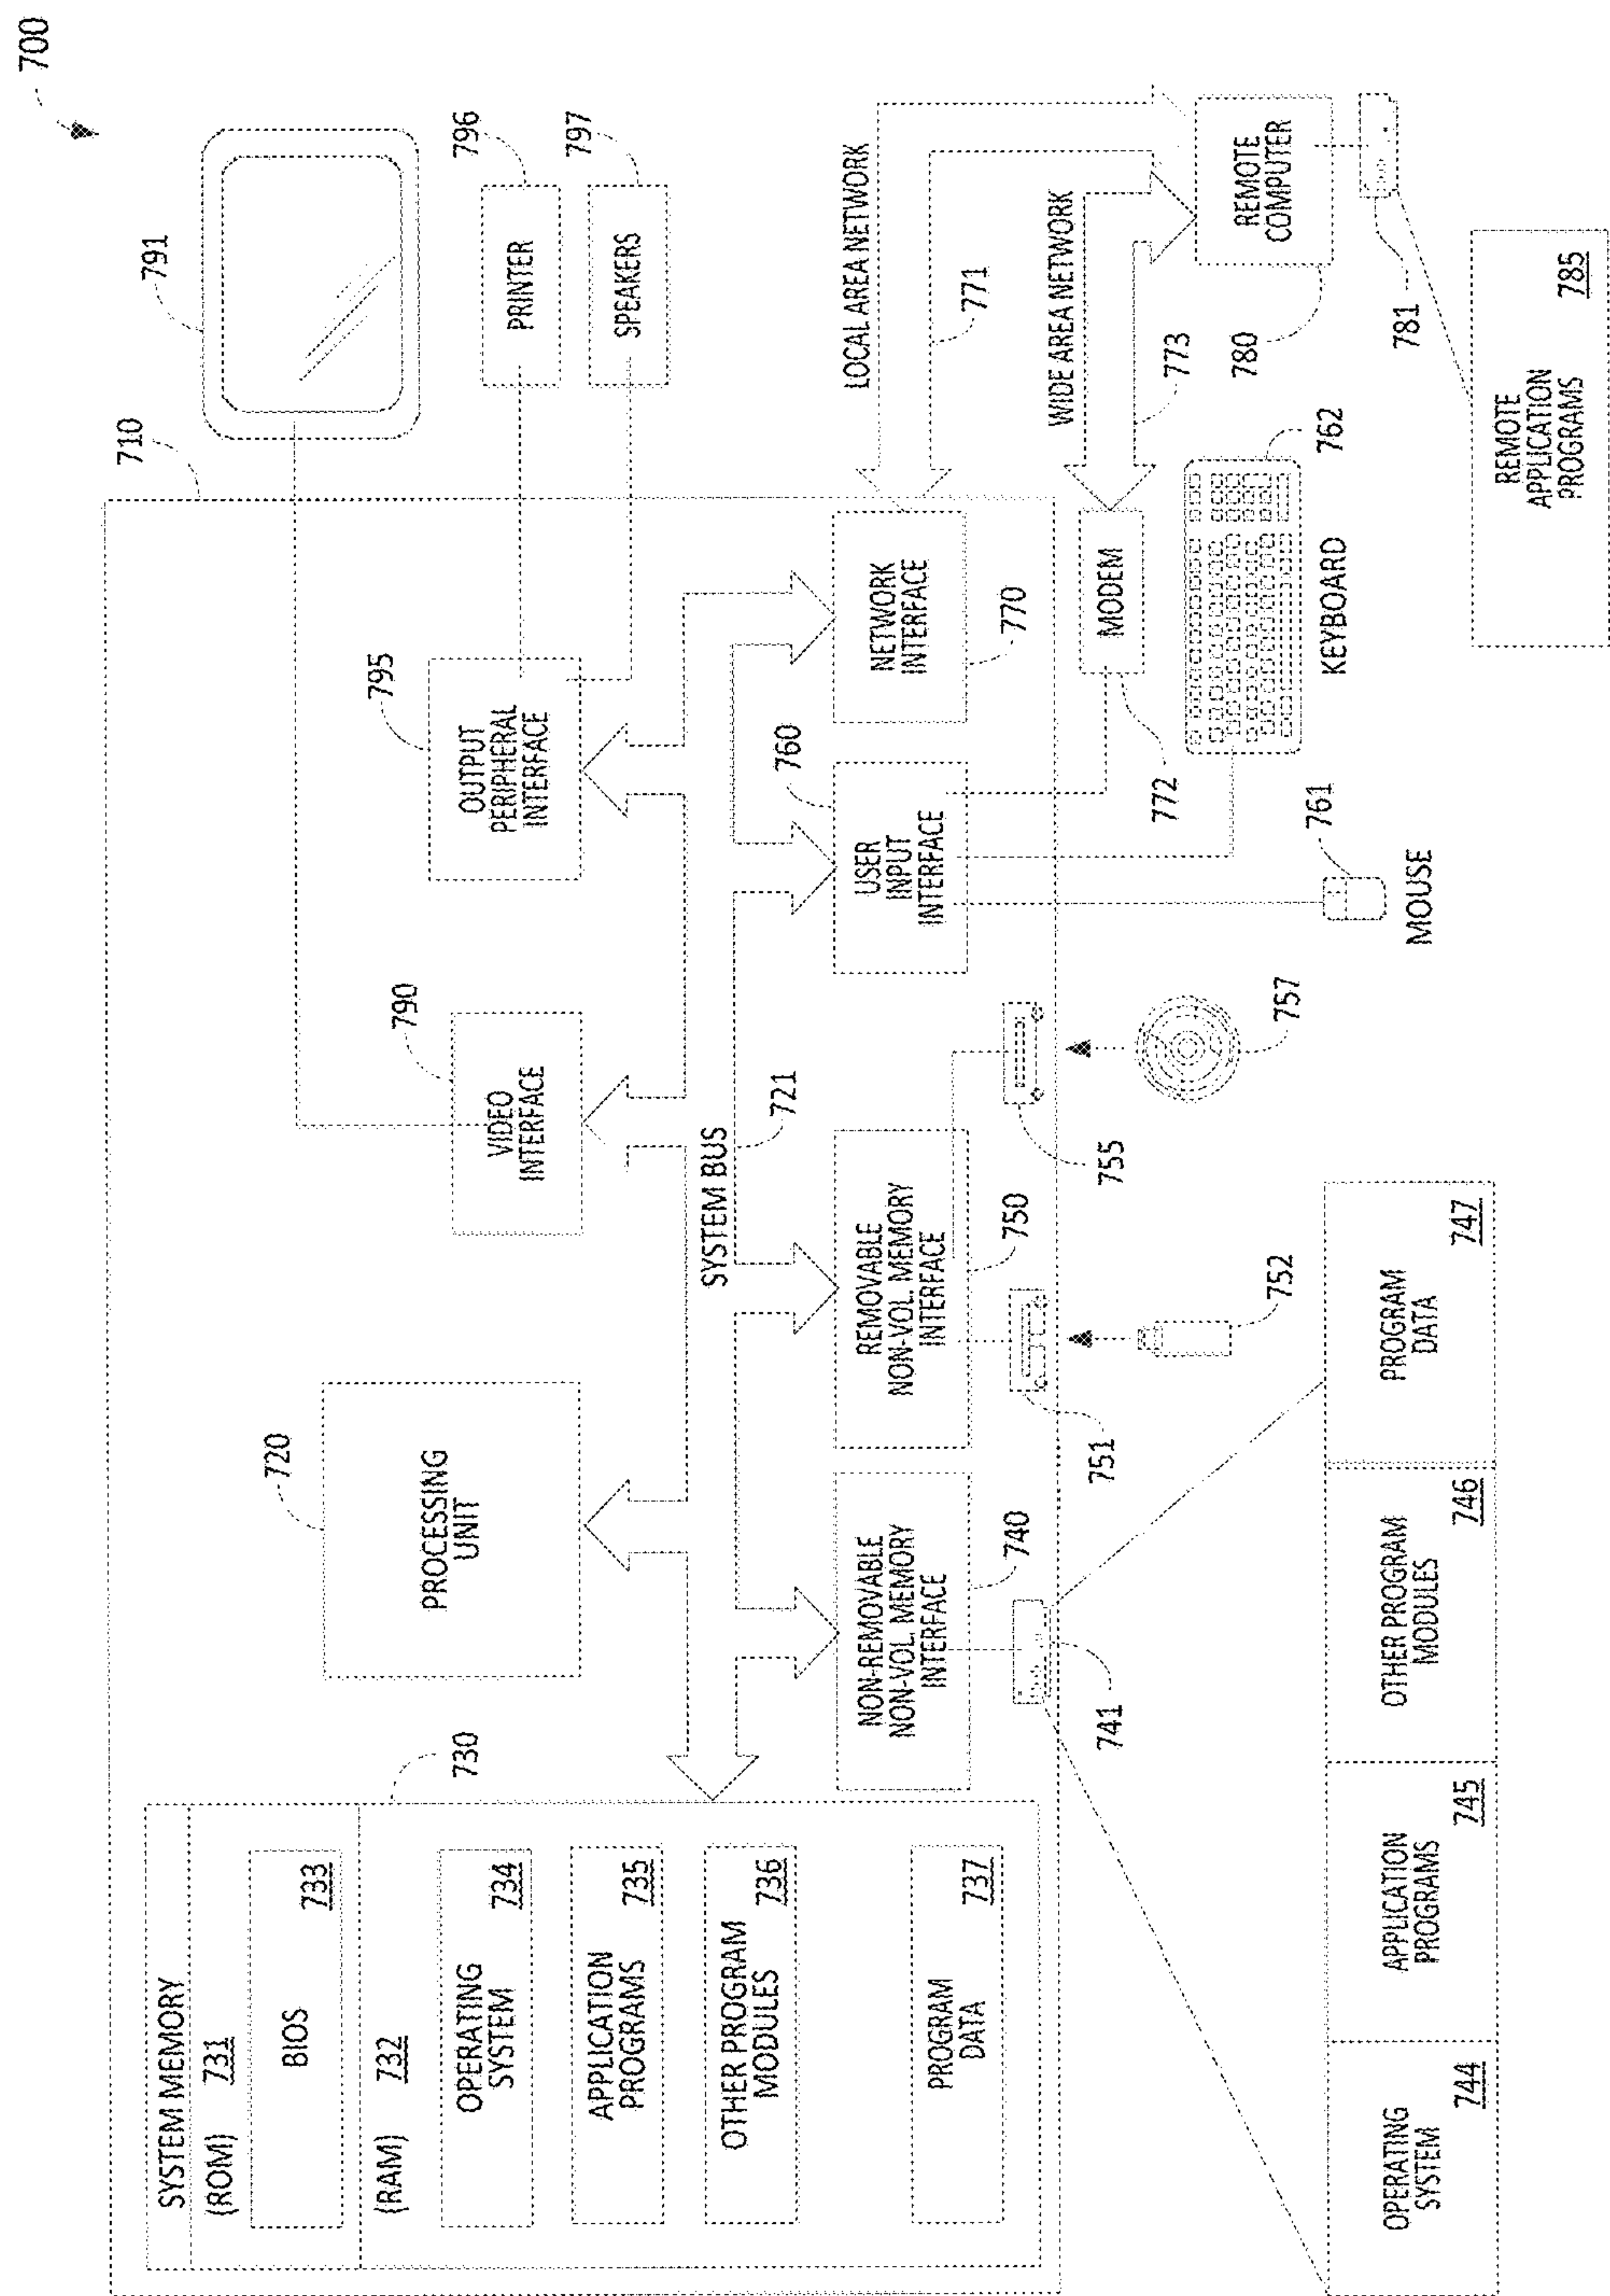 700
710
SYSTEM MEMORY
(ROM) 731
BIOS 733
(RAM) 732
OPERATING
SYSTEM 734
APPLICATION
PROGRAMS 735
OTHER PROGRAM
MODULES 736
PROGRAM
DATA 737
730
720
PROCESSING
UNIT
790
VIDEO
INTERFACE
795
OUTPUT
PERIPHERAL
INTERFACE
791
796
PRINTER
797
SPEAKERS
SYSTEM BUS
721
NON-REMOVABLE
NON-VOL. MEMORY
INTERFACE
740
REMOVABLE
NON-VOL. MEMORY
INTERFACE
750
760
USER
INPUT
INTERFACE
NETWORK
INTERFACE
770
LOCAL AREA NETWORK
771
WIDE AREA NETWORK
773
741
751
755
752
757
772
MODEM
761
MOUSE
762
KEYBOARD
REMOTE
COMPUTER
780
781
OPERATING
SYSTEM 744
APPLICATION
PROGRAMS 745
OTHER PROGRAM
MODULES 746
PROGRAM
DATA 747
REMOTE
APPLICATION
PROGRAMS 785